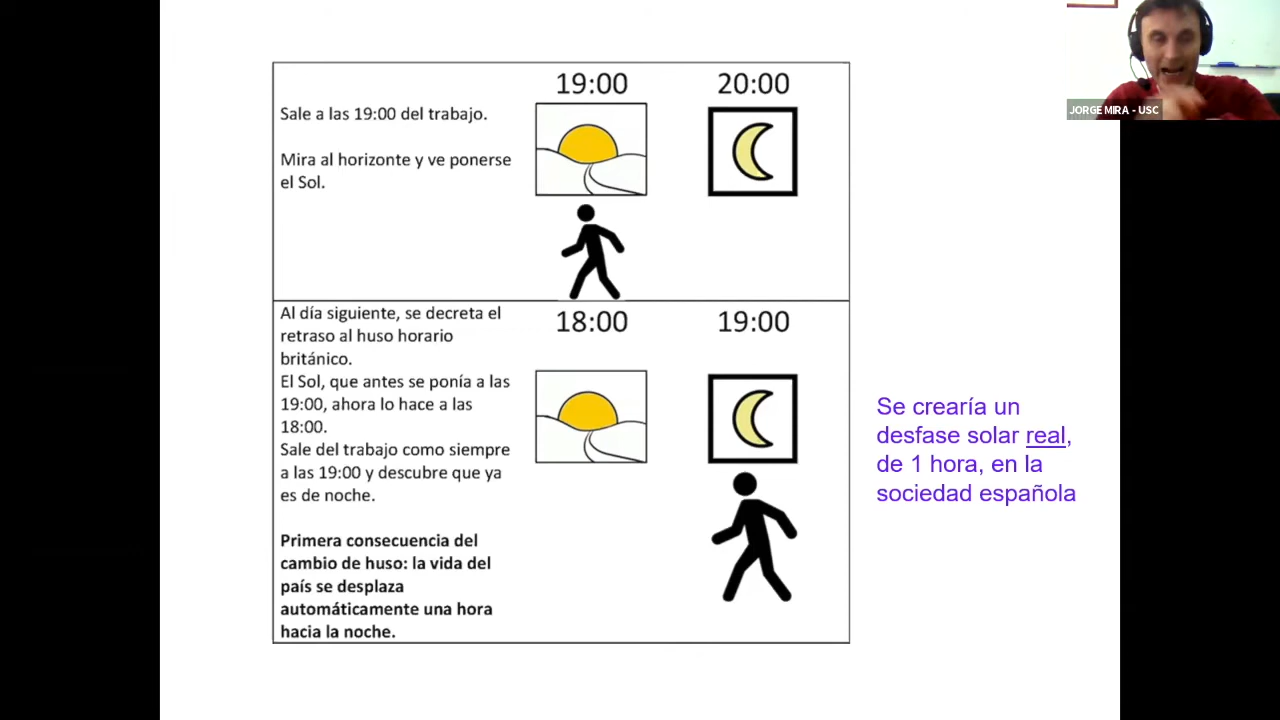 19:00
20:00
Sale a las 19:00 del trabajo.
Mira al horizonte y ve ponerse
el Sol.
Al día siguiente, se decreta el
retraso al huso horario
británico.
El Sol, que antes se ponía a las
19:00, ahora lo hace a las
18:00.
Sale del trabajo como siempre
a las 19:00 y descubre que ya
es de noche.
Primera consecuencia del
cambio de huso: la vida del
país se desplaza
automáticamente una hora
hacia la noche.
18:00
19:00
Se crearía un
desfase solar real,
de 1 hora, en la
sociedad española
JORGE MIRA - USC